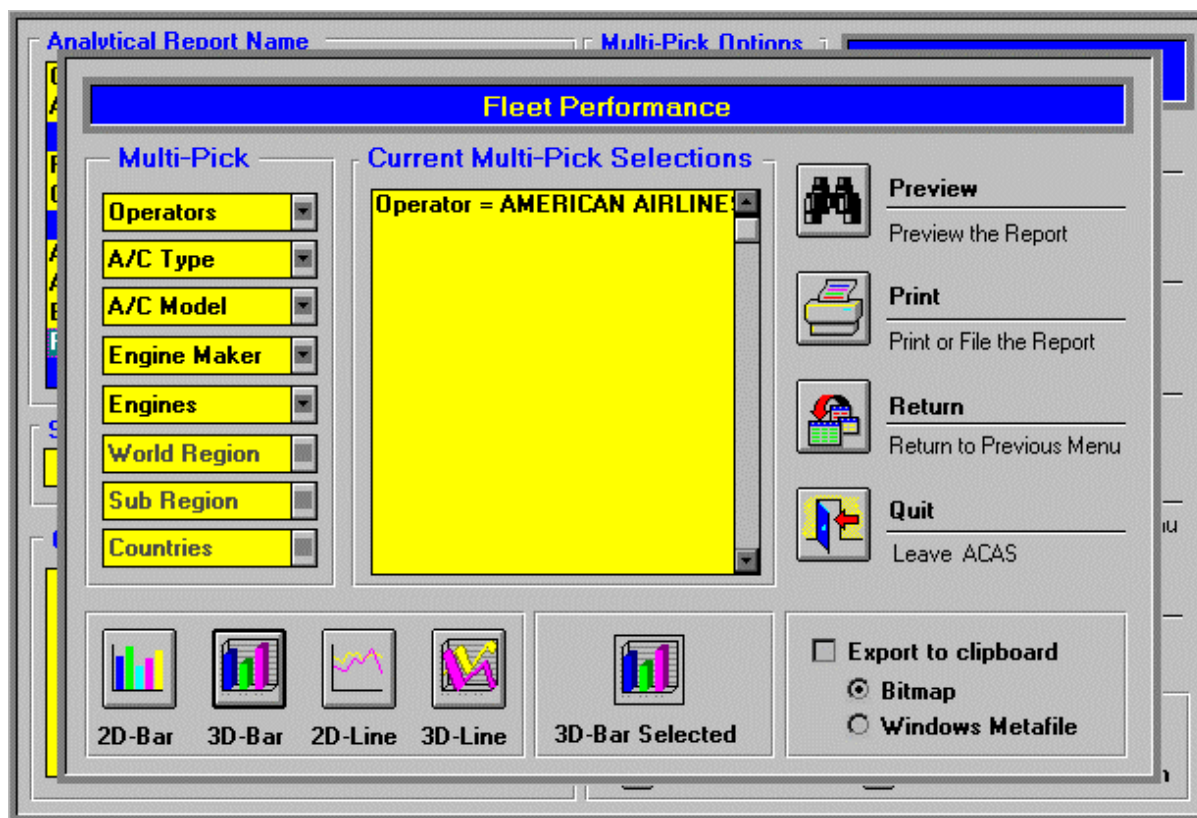 Analytical Report Name
Multi-Pick Options
Fleet Performance
Multi-Pick
Operators
A/C Type
A/C Model
Engine Maker
Engines
World Region
Sub Region
Countries
Current Multi-Pick Selections
Operator = AMERICAN AIRLINES
Preview
Preview the Report
Print
Print or File the Report
Return
Return to Previous Menu
Quit
Leave ACAS
2D-Bar
3D-Bar
2D-Line
3D-Line
3D-Bar Selected
Export to clipboard
Bitmap
Windows Metafile